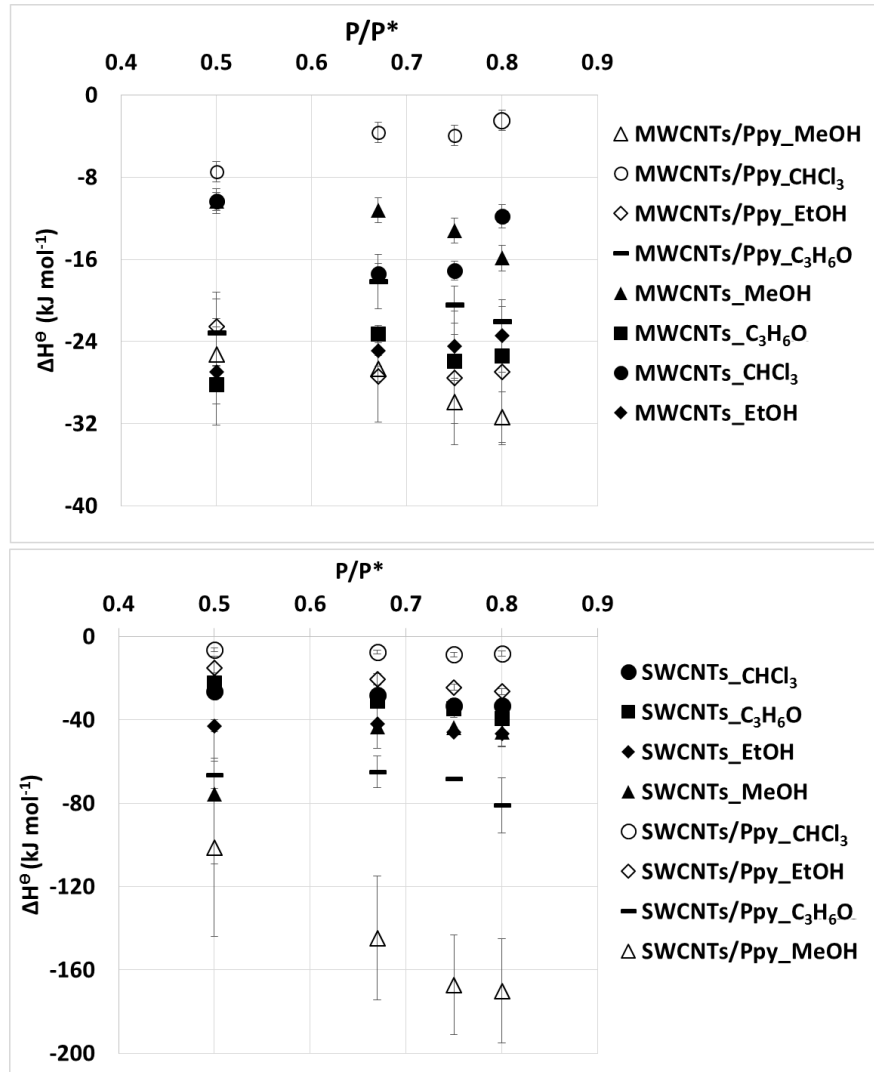 P/P*
0.4 0.5 0.6 0.7 0.8 0.9
0
-8
-16
-24
-32
-40
ΔH⁰ (kJ mol⁻¹)
MWCNTs/Ppy_MeOH
MWCNTs/Ppy_CHCl₃
MWCNTs/Ppy_EtOH
MWCNTs/Ppy_C₃H₆O
MWCNTs_MeOH
MWCNTs_C₃H₆O
MWCNTs_CHCl₃
MWCNTs_EtOH
P/P*
0.4 0.5 0.6 0.7 0.8 0.9
0
-40
-80
-120
-160
-200
ΔH⁰ (kJ mol⁻¹)
SWCNTs_CHCl₃
SWCNTs_C₃H₆O
SWCNTs_EtOH
SWCNTs_MeOH
SWCNTs/Ppy_CHCl₃
SWCNTs/Ppy_EtOH
SWCNTs/Ppy_C₃H₆O
SWCNTs/Ppy_MeOH